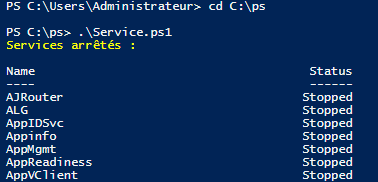 PS C:\Users\Administrateur> cd C:\ps
PS C:\ps> .\Service.ps1
Services arrêtés :
Name Status
---- ------
AJRouter Stopped
ALG Stopped
AppIDSvc Stopped
Appinfo Stopped
AppMgmt Stopped
AppReadiness Stopped
AppVClient Stopped